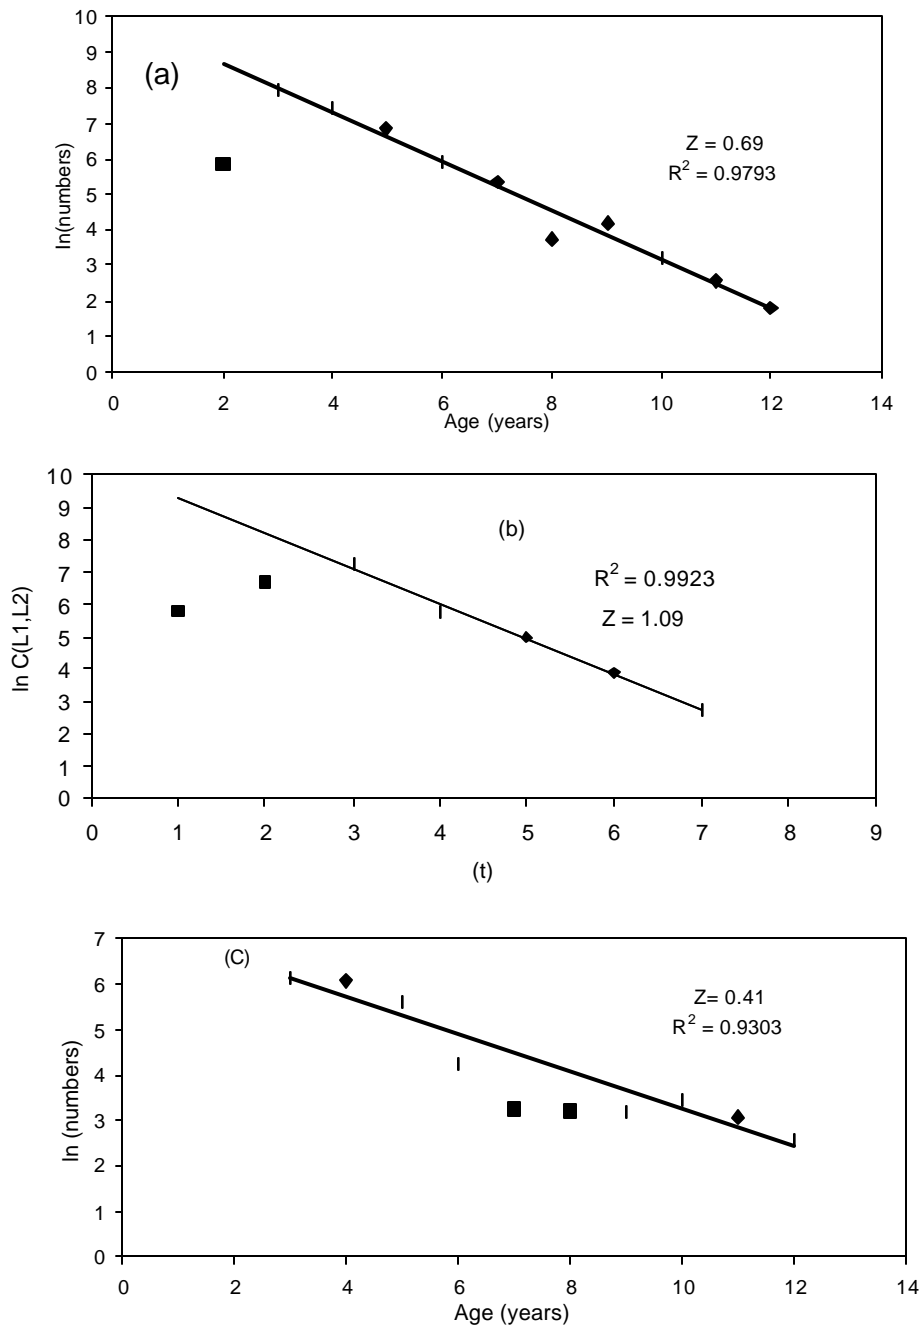 10
9
8
7
6
5
4
3
2
1
0
ln(numbers)
(a)
Z = 0.69
R² = 0.9793
0 2 4 6 8 10 12 14
Age (years)
10
9
8
7
6
5
4
3
2
1
0
ln C(L1,L2)
(b)
R² = 0.9923
Z = 1.09
0 1 2 3 4 5 6 7 8 9
(t)
7
6
5
4
3
2
1
0
ln (numbers)
(C)
Z= 0.41
R² = 0.9303
0 2 4 6 8 10 12 14
Age (years)